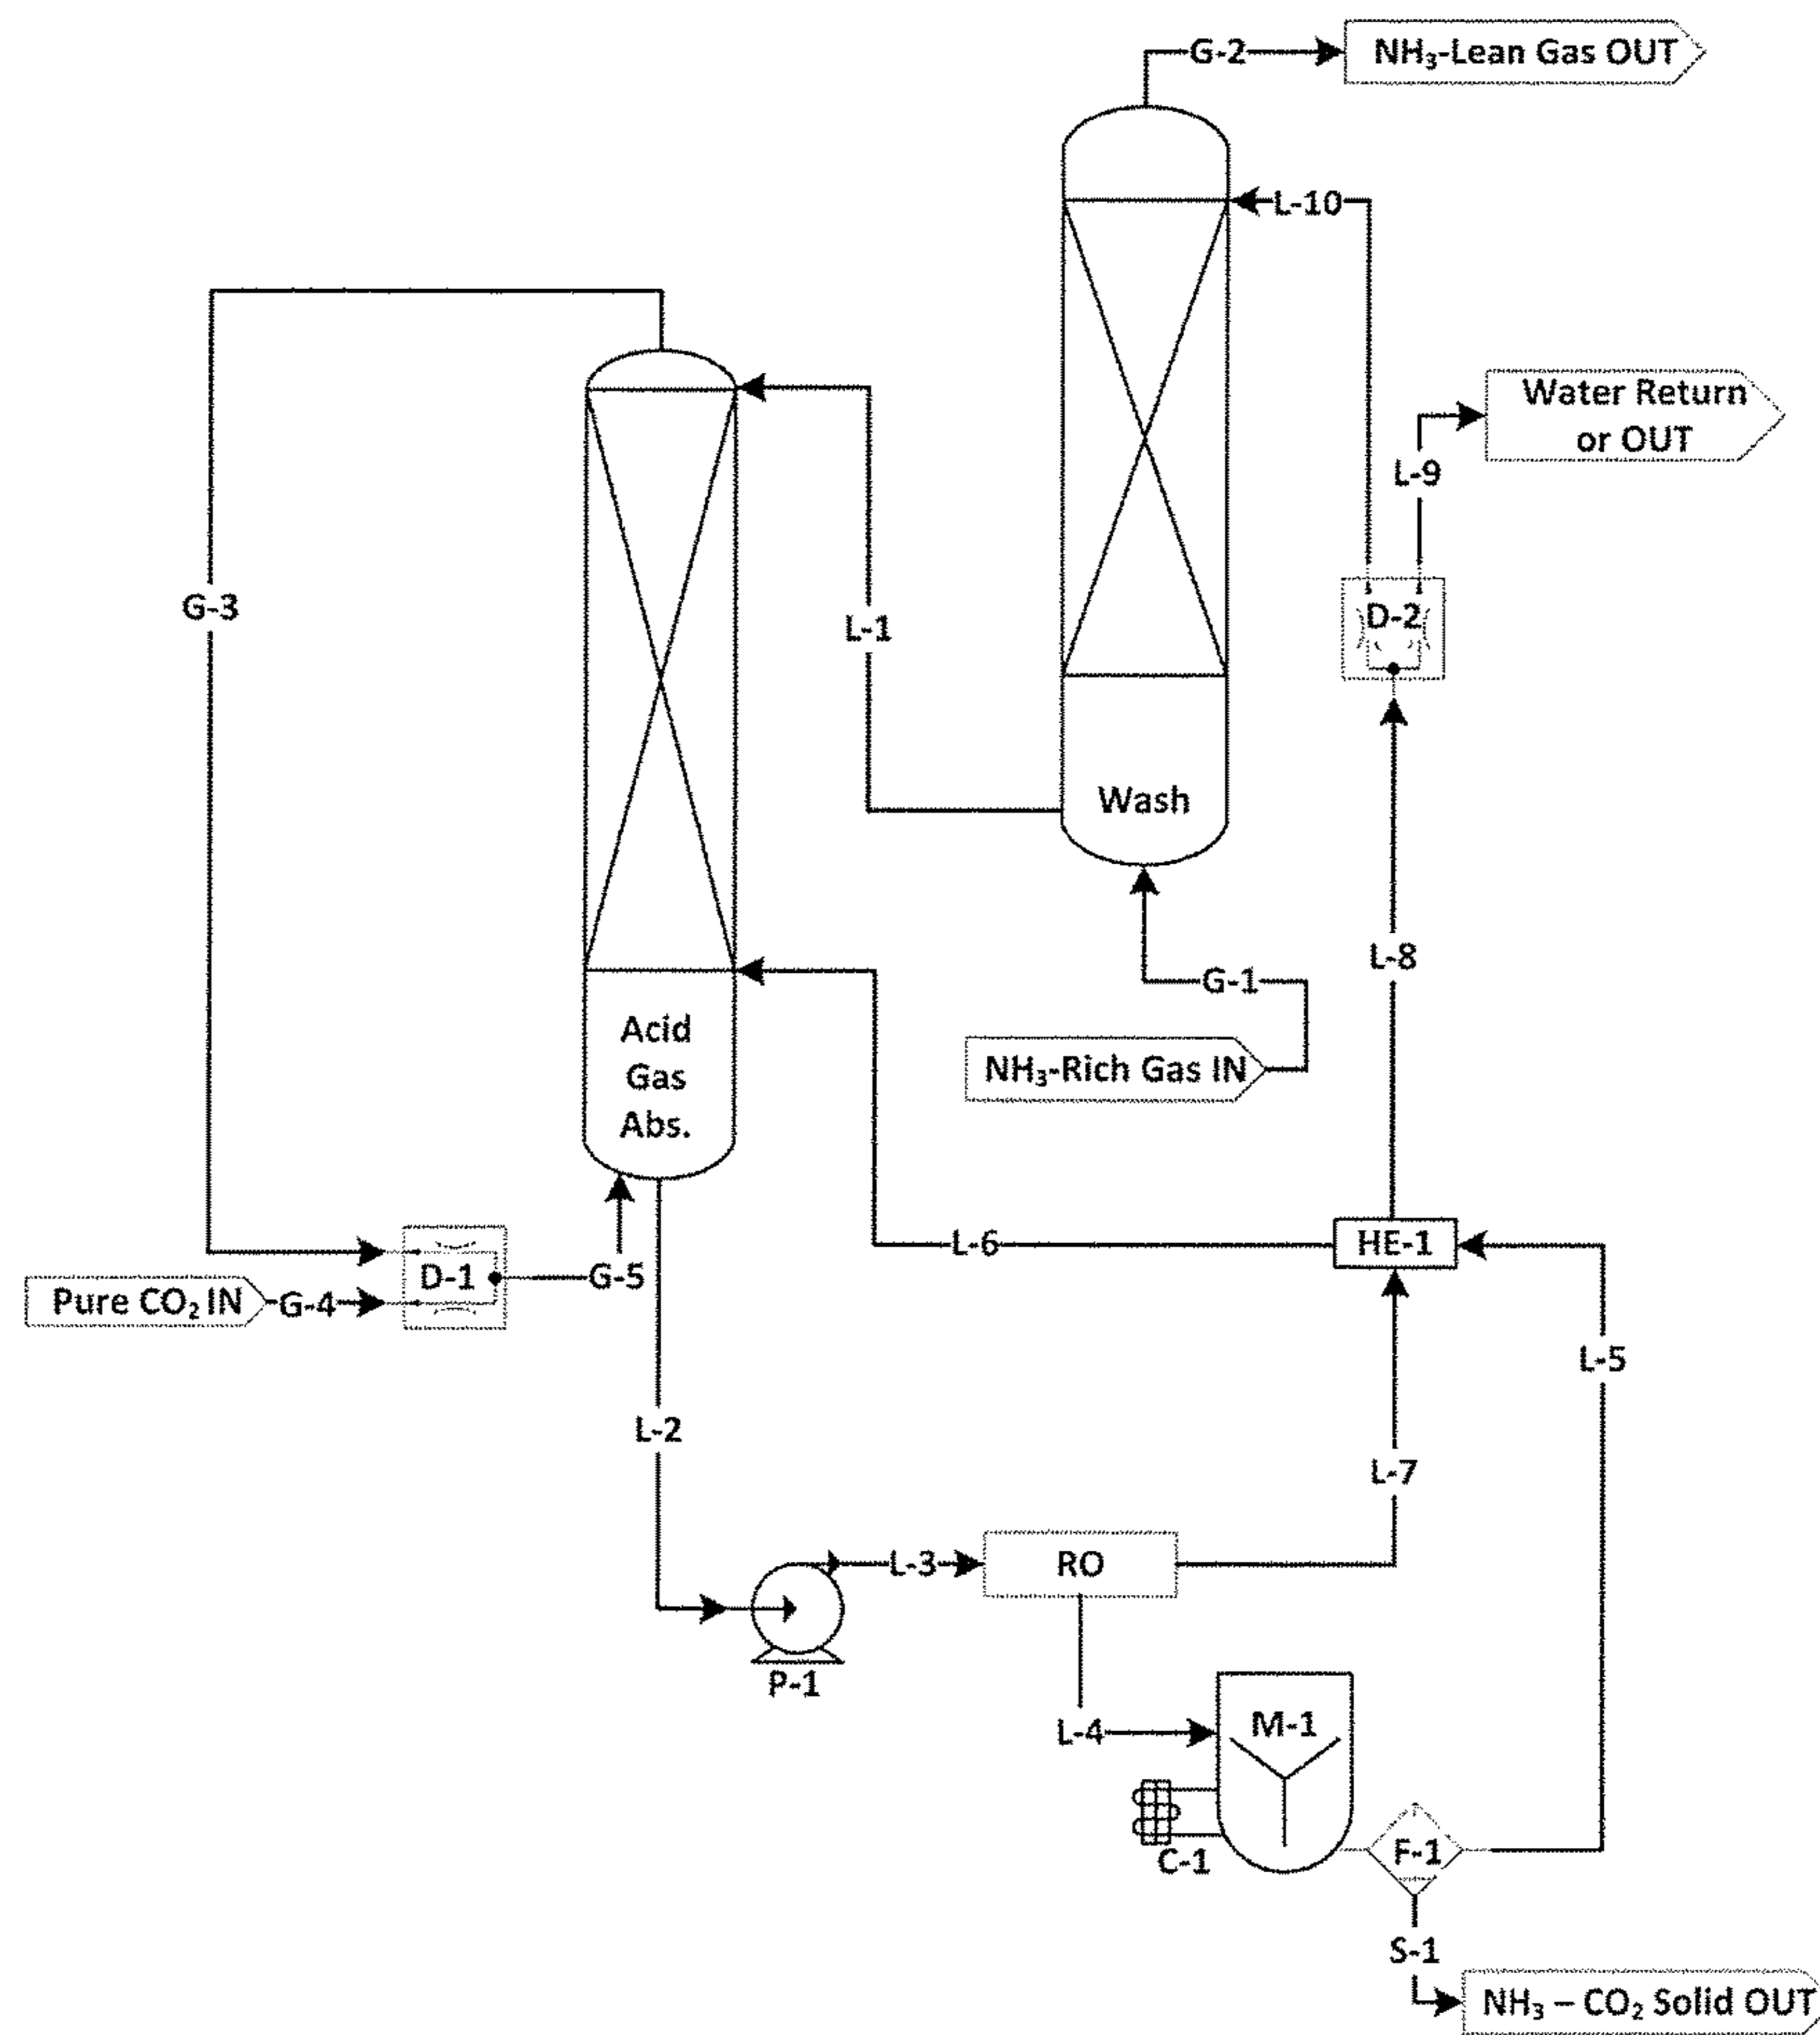 G-2
NH₃-Lean Gas OUT
L-10
Water Return
or OUT
L-9
G-3
L-1
D-2
Wash
L-8
G-1
Acid
Gas
Abs.
NH₃-Rich Gas IN
L-6
HE-1
D-1
G-5
Pure CO₂ IN
G-4
L-5
L-2
L-7
L-3
RO
P-1
L-4
M-1
C-1
F-1
S-1
NH₃ – CO₂ Solid OUT